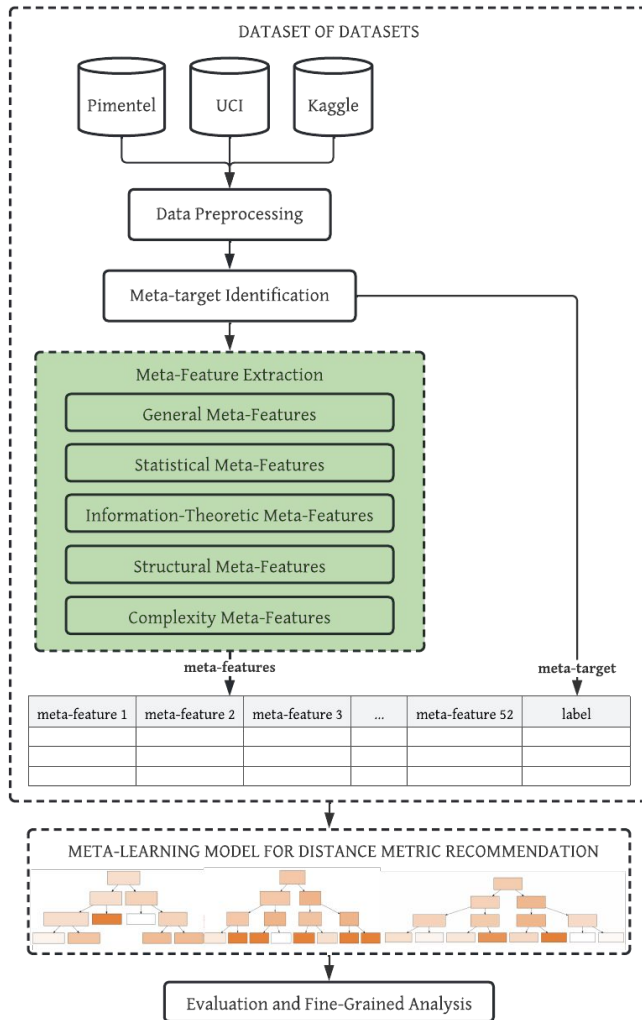 DATASET OF DATASETS
Pimentel
UCI
Kaggle
Data Preprocessing
Meta-target Identification
Meta-Feature Extraction
General Meta-Features
Statistical Meta-Features
Information-Theoretic Meta-Features
Structural Meta-Features
Complexity Meta-Features
meta-features
meta-target
meta-feature 1
meta-feature 2
meta-feature 3
...
meta-feature 52
label
META-LEARNING MODEL FOR DISTANCE METRIC RECOMMENDATION
Evaluation and Fine-Grained Analysis